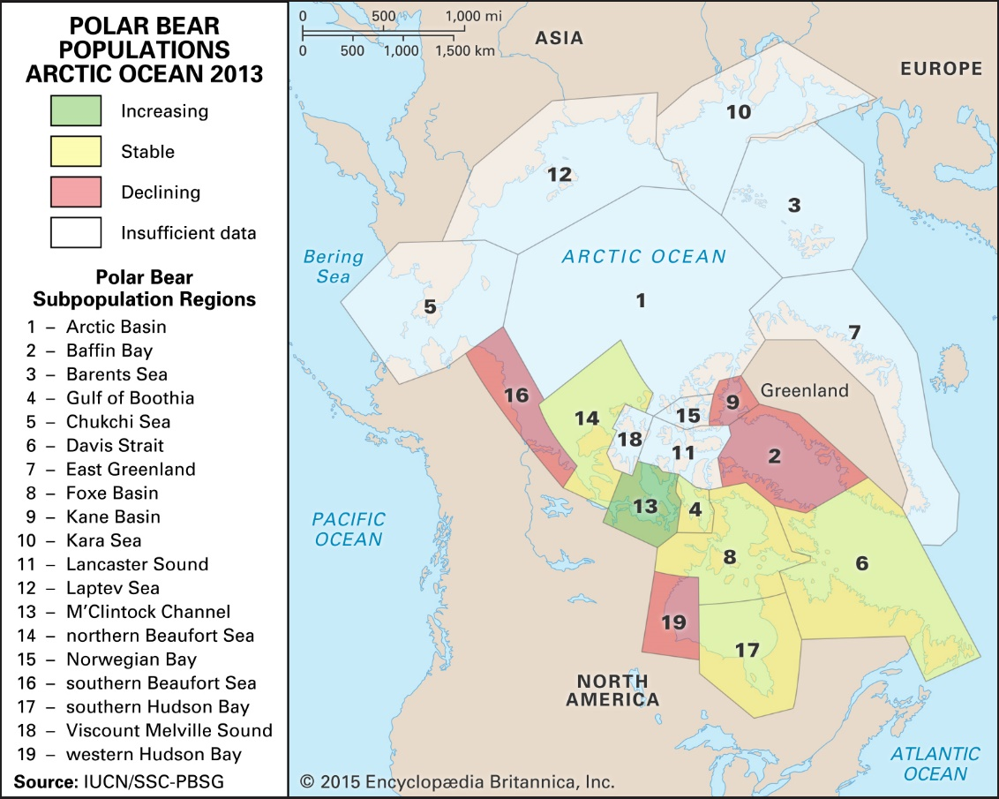 POLAR BEAR
POPULATIONS
ARCTIC OCEAN 2013
Increasing
Stable
Declining
Insufficient data
Polar Bear
Subpopulation Regions
1 – Arctic Basin
2 – Baffin Bay
3 – Barents Sea
4 – Gulf of Boothia
5 – Chukchi Sea
6 – Davis Strait
7 – East Greenland
8 – Foxe Basin
9 – Kane Basin
10 – Kara Sea
11 – Lancaster Sound
12 – Laptev Sea
13 – M’Clintock Channel
14 – northern Beaufort Sea
15 – Norwegian Bay
16 – southern Beaufort Sea
17 – southern Hudson Bay
18 – Viscount Melville Sound
19 – western Hudson Bay
Source: IUCN/SSC-PBSG
0 500 1,000 mi
0 500 1,000 1,500 km
ASIA
EUROPE
10
12
3
Bering
Sea
ARCTIC OCEAN
5
1
7
Greenland
16
14
15
9
18
11
2
13
4
PACIFIC
OCEAN
8
6
19
17
NORTH
AMERICA
ATLANTIC
OCEAN
© 2015 Encyclopædia Britannica, Inc.